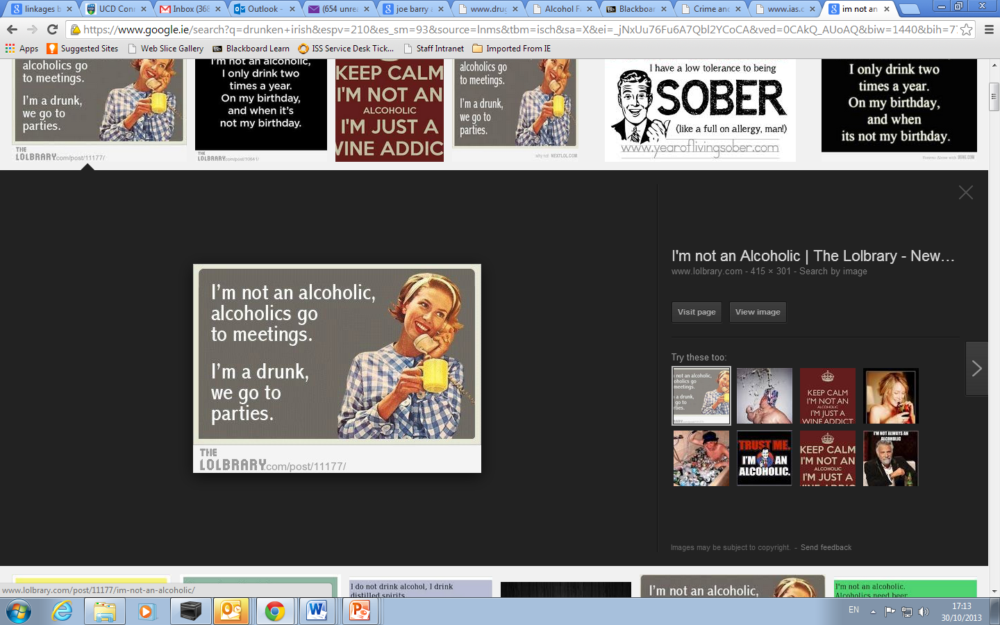 linkages b
UCD Conn
Inbox (368
Outlook -
(654 unrea
joe barry a
www.drug
Alcohol Fa
Blackboar
Crime and
www.ias.o
im not an
https://www.google.ie/search?q=drunken+irish&espv=210&es_sm=93&source=lnms&tbm=isch&sa=X&ei=_jNxUu76Fu6A7Qbl2YCoCA&ved=0CAkQ_AUoAQ&biw=1440&bih=7
Apps
Suggested Sites
Web Slice Gallery
Blackboard Learn
ISS Service Desk Tick...
Staff Intranet
Imported From IE
alcoholics go
to meetings.
I'm a drunk,
we go to
parties.
THE
LOLBRARY.com/post/11177/
I'm not an alcoholic,
I only drink two
times a year.
On my birthday,
and when it's
not my birthday.
THE
LOLBRARY.com/post/10641/
KEEP CALM
I'M NOT AN
ALCOHOLIC
I'M JUST A
WINE ADDIC
alcoholics go
to meetings.
I'm a drunk,
we go to
parties.
why not NEXTLOL.COM
I have a low tolerance to being
SOBER
(like a full on allergy, man!)
www.yearoflivingsober.com
I only drink two
times a year.
On my birthday,
and when
its not my birthday.
I'm not an alcoholic,
alcoholics go
to meetings.
I'm a drunk,
we go to
parties.
THE
LOLBRARY.com/post/11177/
I'm not an Alcoholic | The Lolbrary - New...
www.lolbrary.com - 415 × 301 - Search by image
Visit page
View image
Try these too:
not an alcoholic,
oholics go
meetings.
a drunk,
go to
rties.
KEEP CALM
I'M NOT AN
ALCOHOLIC
I'M JUST A
WINE ADDICT
TRUST ME.
I'M AN
ALCOHOLIC.
KEEP CALM
I'M NOT AN
ALCOHOLIC
I'M JUST A
I'M NOT ALWAYS AN
ALCOHOLIC
Images may be subject to copyright. - Send feedback
I do not drink alcohol, I drink
distilled spirits
I'm not an alcoholic,
I'm not an alcoholic.
Alcoholics need beer
www.lolbrary.com/post/11177/im-not-an-alcoholic/
EN
17:13
30/10/2013